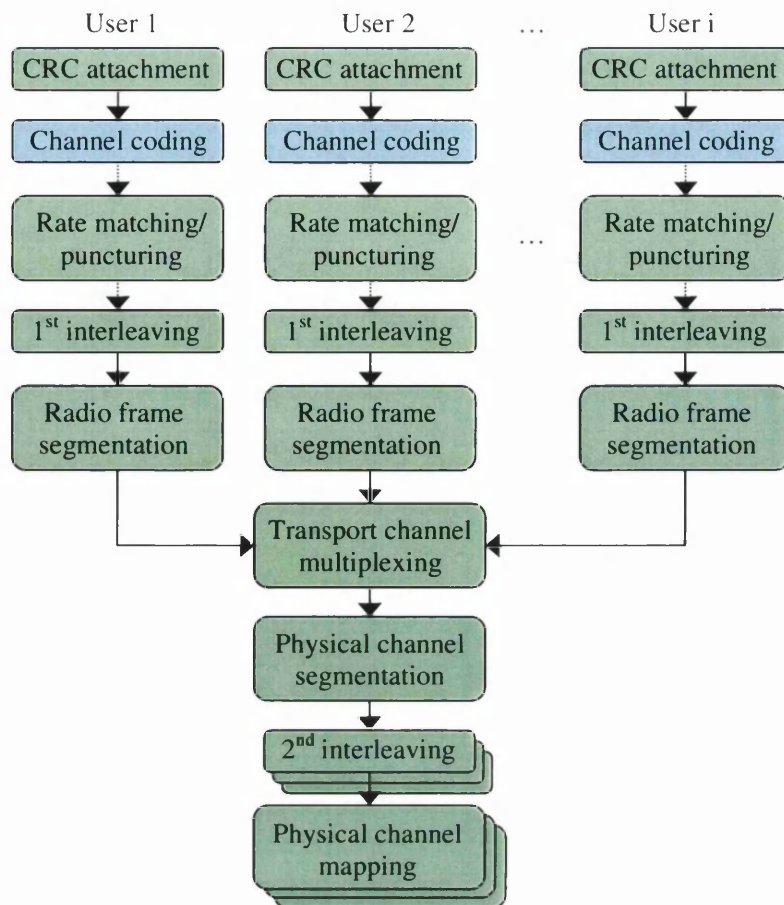 User 1 User 2 ... User i
CRC attachment CRC attachment CRC attachment
Channel coding Channel coding Channel coding
Rate matching/ Rate matching/ ... Rate matching/
puncturing puncturing puncturing
1st interleaving 1st interleaving 1st interleaving
Radio frame Radio frame Radio frame
segmentation segmentation segmentation
Transport channel
multiplexing
Physical channel
segmentation
2nd interleaving
Physical channel
mapping